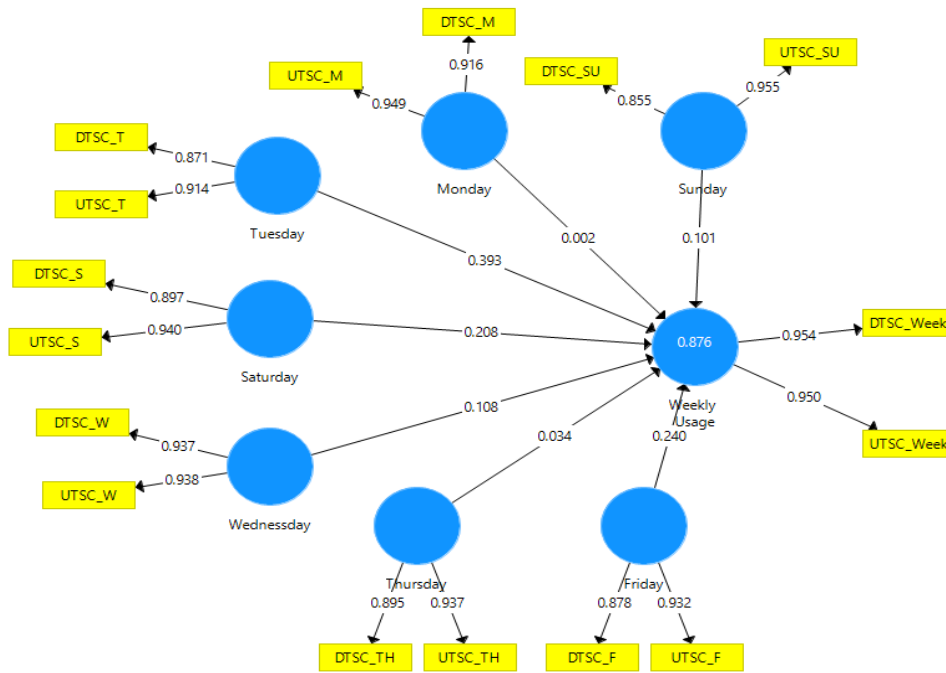 DTSC_M
UTSC_M
0.916
0.949
Monday
DTSC_SU
UTSC_SU
0.855
0.955
Sunday
DTSC_T
0.871
UTSC_T
0.914
Tuesday
0.002
0.101
0.393
DTSC_S
0.897
UTSC_S
0.940
Saturday
0.208
0.876
Weekly
Usage
0.954
DTSC_Week
0.950
UTSC_Week
DTSC_W
0.937
UTSC_W
0.938
Wednessday
0.108
0.034
0.240
Thursday
0.895
0.937
DTSC_TH
UTSC_TH
Friday
0.878
0.932
DTSC_F
UTSC_F